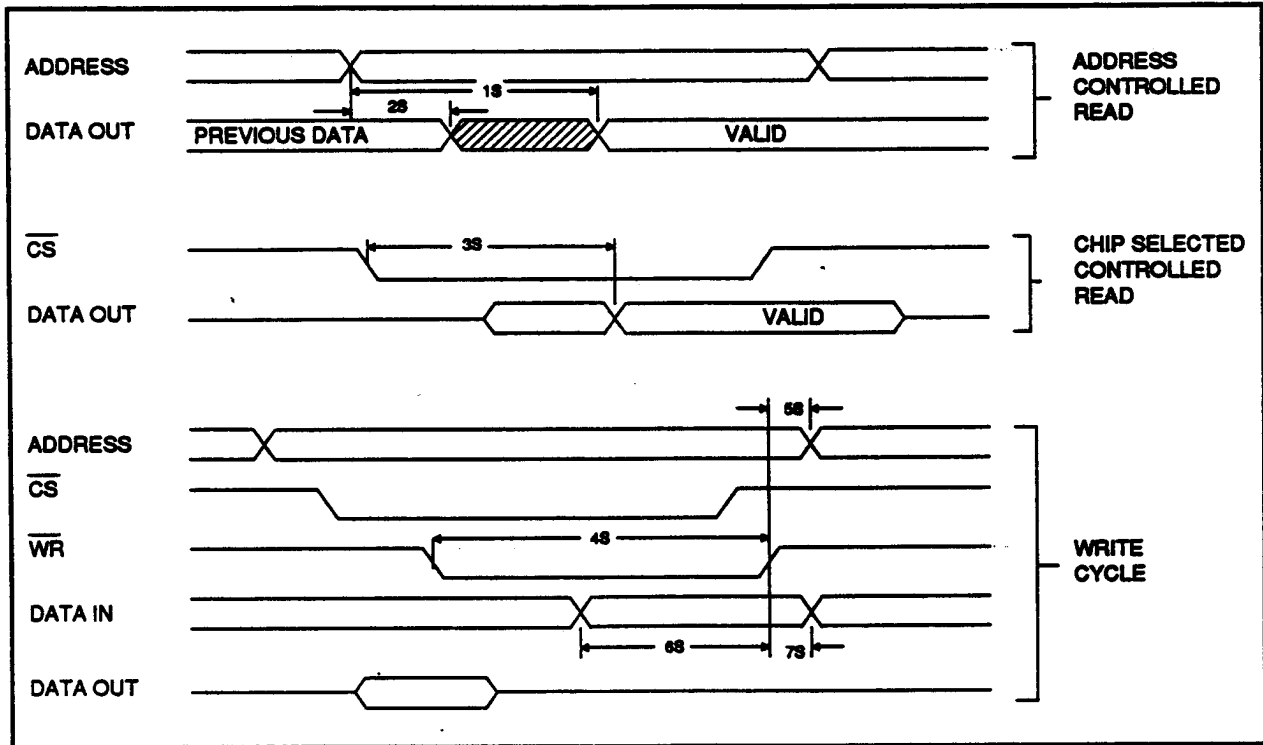 ADDRESS
1S
2S
DATA OUT
PREVIOUS DATA
VALID
ADDRESS
CONTROLLED
READ
CS
3S
DATA OUT
VALID
CHIP SELECTED
CONTROLLED
READ
5S
ADDRESS
CS
WR
4S
DATA IN
6S
7S
DATA OUT
WRITE
CYCLE